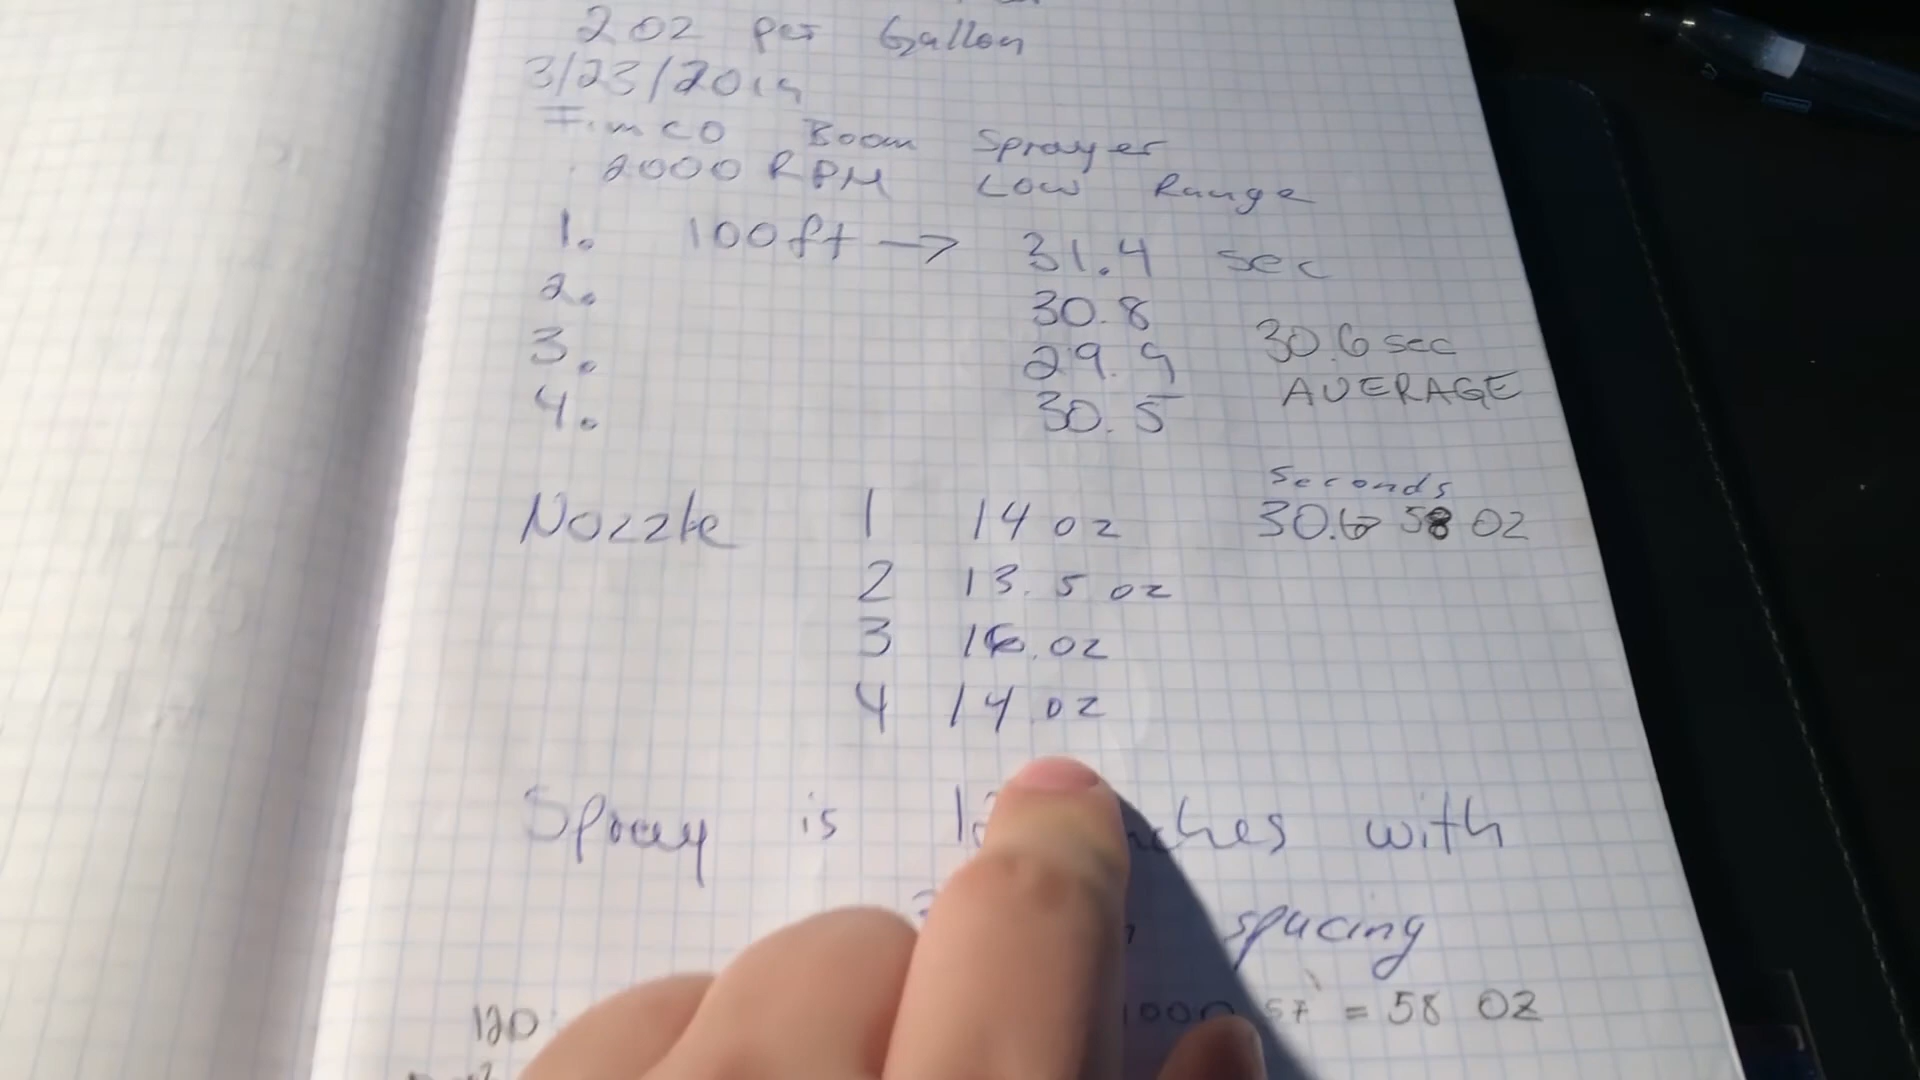 2 oz per Gallon
3/23/2019
Fimco Boom Sprayer
2000 RPM Low Range
1. 100ft → 31.4 sec
2. 30.8
3. 29.9 30.6 sec
4. 30.5 AVERAGE
Seconds
Nozzle 1 14 oz 30.6 58 OZ
2 13.5 oz
3 16 oz
4 14 oz
Spray is with
spacing
120 = 58 OZ